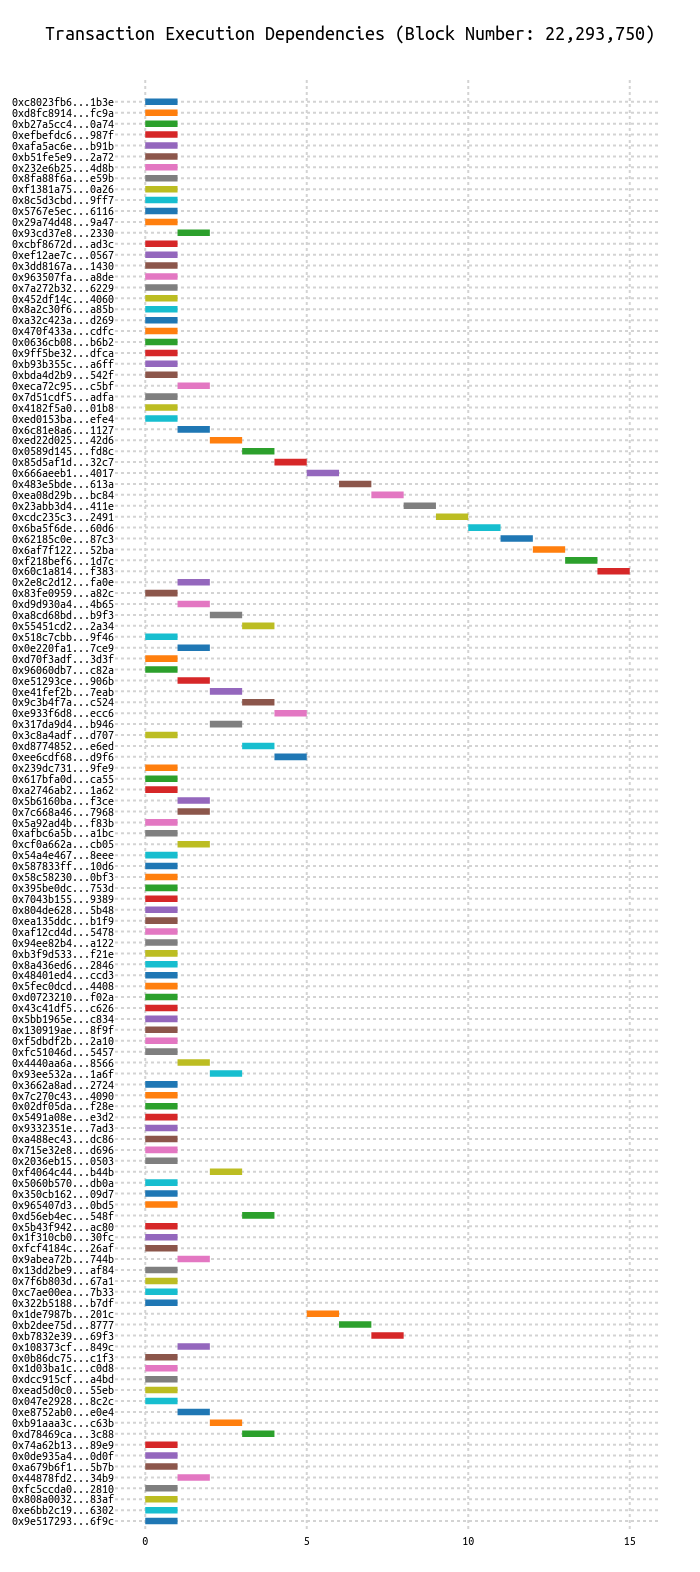 Transaction Execution Dependencies (Block Number: 22,293,750)
0xc8023fb6...1b3e
0xd8fc8914...fc9a
0xb27a5cc4...0a74
0xefbefdc6...987f
0xafa5ac6e...b91b
0xb51fe5e9...2a72
0x232e6b25...4d8b
0x8fa88f6a...e59b
0xf1381a75...0a26
0x8c5d3cbd...9ff7
0x5767e5ec...6116
0x29a74d48...9a47
0x93cd37e8...2330
0xcbf8672d...ad3c
0xef12ae7c...0567
0x3dd8167a...1430
0x963507fa...a8de
0x7a272b32...6229
0x452df14c...4060
0x8a2c30f6...a85b
0xa32c423a...d269
0x470f433a...cdfc
0x0636cb08...b6b2
0x9ff5be32...dfca
0xb93b355c...a6ff
0xbda4d2b9...542f
0xeca72c95...c5bf
0x7d51cdf5...adfa
0x4182f5a0...01b8
0xed0153ba...efe4
0x6c81e8a6...1127
0xed22d025...42d6
0x0589d145...fd8c
0x85d5af1d...32c7
0x666aeeb1...4017
0x483e5bde...613a
0xea08d29b...bc84
0x23abb3d4...411e
0xcdc235c3...2491
0x6ba5f6de...60d6
0x62185c0e...87c3
0x6af7f122...52ba
0xf218bef6...1d7c
0x60c1a814...f383
0x2e8c2d12...fa0e
0x83fe0959...a82c
0xd9d930a4...4b65
0xa8cd68bd...b9f3
0x55451cd2...2a34
0x518c7cbb...9f46
0x0e220fa1...7ce9
0xd70f3adf...3d3f
0x96060db7...c82a
0xe51293ce...906b
0xe41fef2b...7eab
0x9c3b4f7a...c524
0xe933f6d8...ecc6
0x317da9d4...b946
0x3c8a4adf...d707
0xd8774852...e6ed
0xee6cdf68...d9f6
0x239dc731...9fe9
0x617bfa0d...ca55
0xa2746ab2...1a62
0x5b6160ba...f3ce
0x7c668a46...7968
0x5a92ad4b...f83b
0xafbc6a5b...a1bc
0xcf0a662a...cb05
0x54a4e467...8eee
0x587833ff...10d6
0x58c58230...0bf3
0x395be0dc...753d
0x7043b155...9389
0x804de628...5b48
0xea135ddc...b1f9
0xaf12cd4d...5478
0x94ee82b4...a122
0xb3f9d533...f21e
0x8a436ed6...2846
0x48401ed4...ccd3
0x5fec0dcd...4408
0xd0723210...f02a
0x43c41df5...c626
0x5bb1965e...c834
0x130919ae...8f9f
0xf5dbdf2b...2a10
0xfc51046d...5457
0x4440aa6a...8566
0x93ee532a...1a6f
0x3662a8ad...2724
0x7c270c43...4090
0x02df05da...f28e
0x5491a08e...e3d2
0x9332351e...7ad3
0xa488ec43...dc86
0x715e32e8...d696
0x2036eb15...0503
0xf4064c44...b44b
0x5060b570...db0a
0x350cb162...09d7
0x965407d3...0bd5
0xd56eb4ec...548f
0x5b43f942...ac80
0x1f310cb0...30fc
0xfcf4184c...26af
0x9abea72b...744b
0x13dd2be9...af84
0x7f6b803d...67a1
0xc7ae00ea...7b33
0x322b5188...b7df
0x1de7987b...201c
0xb2dee75d...8777
0xb7832e39...69f3
0x108373cf...849c
0x0b86dc75...c1f3
0x1d03ba1c...c0d8
0xdcc915cf...a4bd
0xead5d0c0...55eb
0x047e2928...8c2c
0xe8752ab0...e0e4
0xb91aaa3c...c63b
0xd78469ca...3c88
0x74a62b13...89e9
0x0de935a4...0d0f
0xa679b6f1...5b7b
0x44878fd2...34b9
0xfc5ccda0...2810
0x808a0032...83af
0xe6bb2c19...6302
0x9e517293...6f9c
0 5 10 15